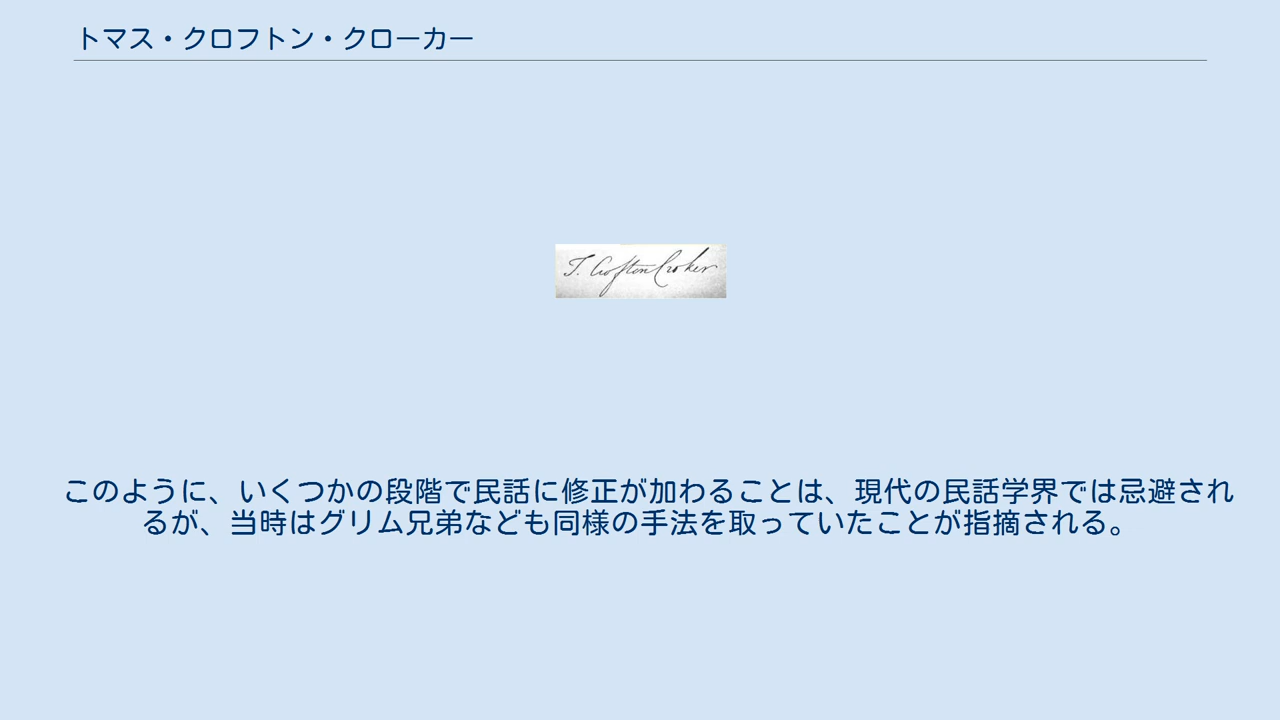 トマス・クロフトン・クローカー
T. Crofton Croker
このように、いくつかの段階で民話に修正が加わることは、現代の民話学界では忌避され
るが、当時はグリム兄弟なども同様の手法を取っていたことが指摘される。